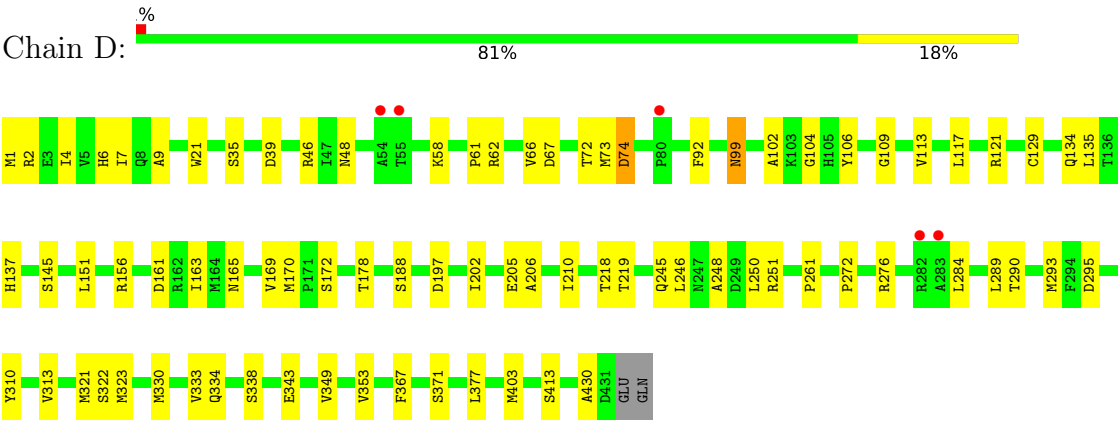 .%
Chain D:
81% 18%
M1 R2 E3 I4 V5 H6 I7 Q8 A9 W21 S35 D39 R46 I47 N48 A54 T55 K58 P61 R62 V66 D67 T72 M73 D74 P80 F92 N99 A102 K103 G104 H105 Y106 G109 V113 L117 R121 C129 Q134 L135 T136
H137 S145 L151 R156 D161 R162 I163 M164 N165 V169 M170 P171 S172 T178 S188 D197 I202 E205 A206 I210 T218 T219 Q245 L246 N247 A248 D249 L250 R251 P261 P272 R276 R282 A283 L284 L289 T290 M293 F294 D295
Y310 V313 M321 S322 M323 M330 V333 Q334 S338 E343 V349 V353 F367 S371 L377 M403 S413 A430 D431 GLU GLN